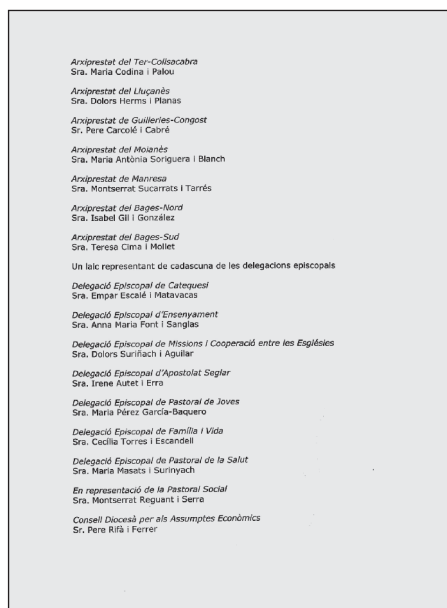 Arxiprestat del Ter-Collsacabra
Sra. Maria Codina i Palou
Arxiprestat del Lluçanès
Sra. Dolors Herms i Planas
Arxiprestat de Guilleries-Congost
Sr. Pere Carcolé i Cabré
Arxiprestat del Moianès
Sra. Maria Antònia Soriguera i Blanch
Arxiprestat de Manresa
Sra. Montserrat Sucarrats i Tarrés
Arxiprestat del Bages-Nord
Sra. Isabel Gil i González
Arxiprestat del Bages-Sud
Sra. Teresa Cima i Mollet
Un laic representant de cadascuna de les delegacions episcopals
Delegació Episcopal de Catequesi
Sra. Empar Escalé i Matavacas
Delegació Episcopal d'Ensenyament
Sra. Anna Maria Font i Sanglas
Delegació Episcopal de Missions i Cooperació entre les Esglésies
Sra. Dolors Suriñach i Aguilar
Delegació Episcopal d'Apostolat Seglar
Sra. Irene Autet i Erra
Delegació Episcopal de Pastoral de Joves
Sra. Maria Pérez García-Baquero
Delegació Episcopal de Família i Vida
Sra. Cecília Torres i Escandell
Delegació Episcopal de Pastoral de la Salut
Sra. Maria Masats i Surinyach
En representació de la Pastoral Social
Sra. Montserrat Reguant i Serra
Consell Diocesà per als Assumptes Econòmics
Sr. Pere Rifà i Ferrer